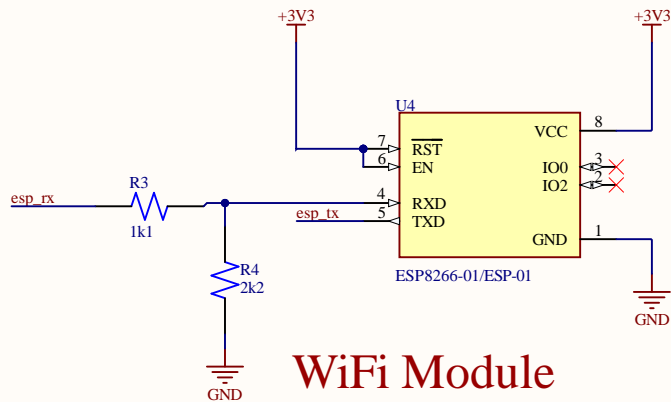 +3V3
+3V3
U4
7
RST
VCC
8
6
EN
IO0
3
esp_rx
R3
4
RXD
IO2
2
1k1
esp_tx
5
TXD
GND
1
R4
2k2
ESP8266-01/ESP-01
GND
GND
WiFi Module